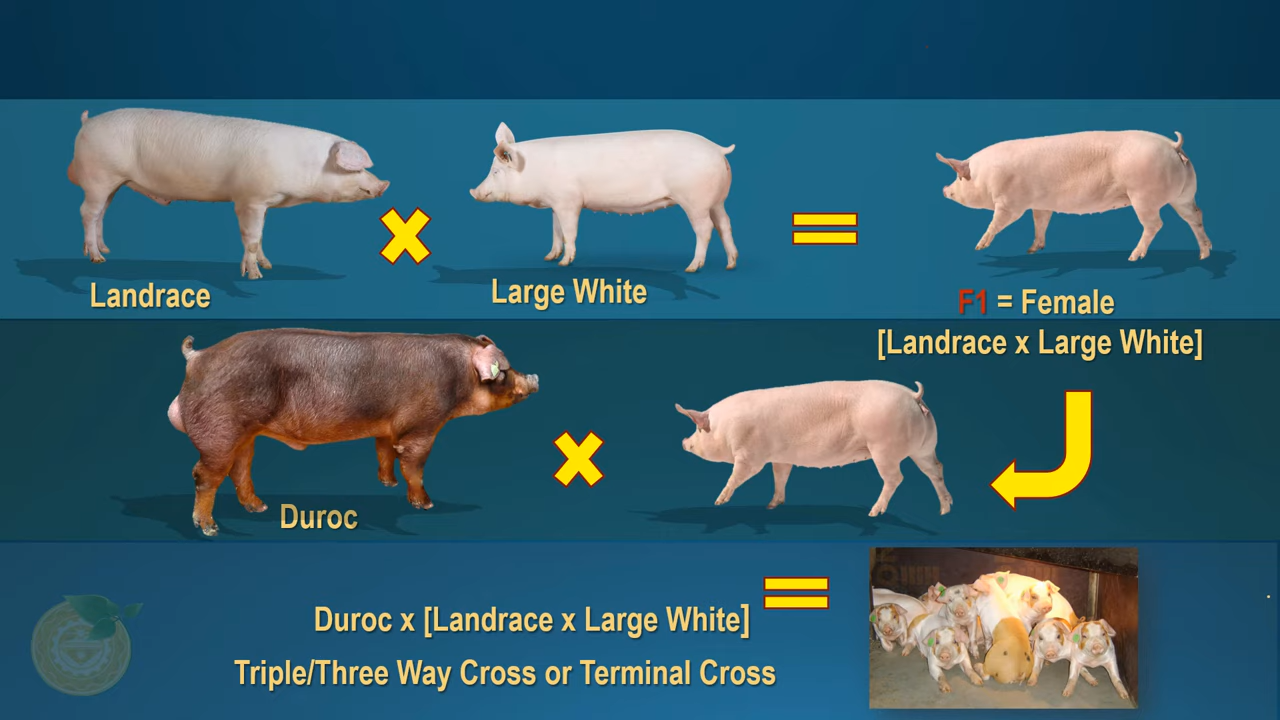 Landrace
Large White
F1 = Female
[Landrace x Large White]
Duroc
Duroc x [Landrace x Large White]
Triple/Three Way Cross or Terminal Cross